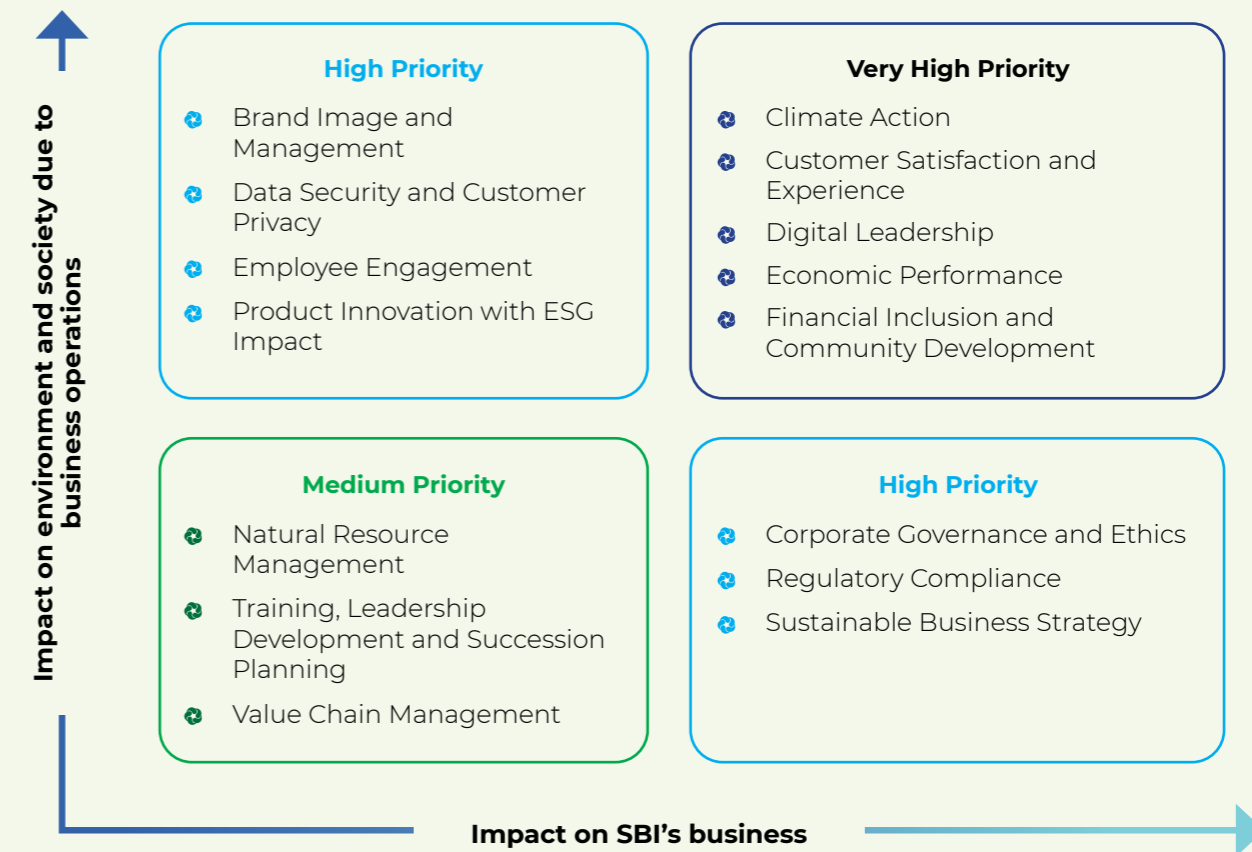 Impact on environment and society due to
business operations
High Priority
Brand Image and
Management
Data Security and Customer
Privacy
Employee Engagement
Product Innovation with ESG
Impact
Very High Priority
Climate Action
Customer Satisfaction and
Experience
Digital Leadership
Economic Performance
Financial Inclusion and
Community Development
Medium Priority
Natural Resource
Management
Training, Leadership
Development and Succession
Planning
Value Chain Management
High Priority
Corporate Governance and Ethics
Regulatory Compliance
Sustainable Business Strategy
Impact on SBI’s business